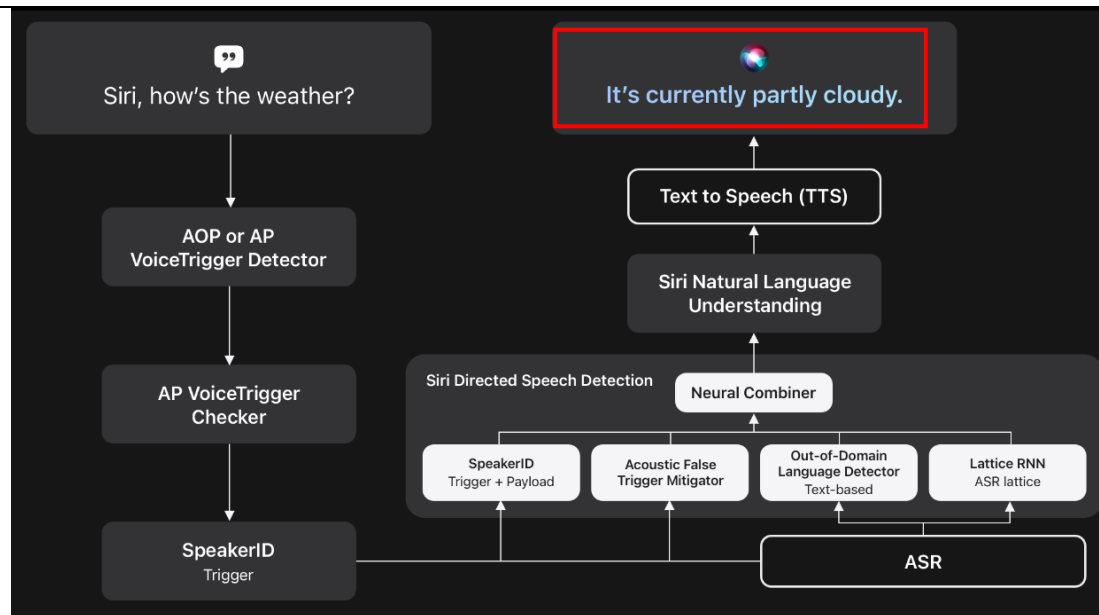 Siri, how's the weather?
AOP or AP
VoiceTrigger Detector
AP VoiceTrigger
Checker
SpeakerID
Trigger
It's currently partly cloudy.
Text to Speech (TTS)
Siri Natural Language
Understanding
Siri Directed Speech Detection
Neural Combiner
SpeakerID
Trigger + Payload
Acoustic False
Trigger Mitigator
Out-of-Domain
Language Detector
Text-based
Lattice RNN
ASR lattice
ASR